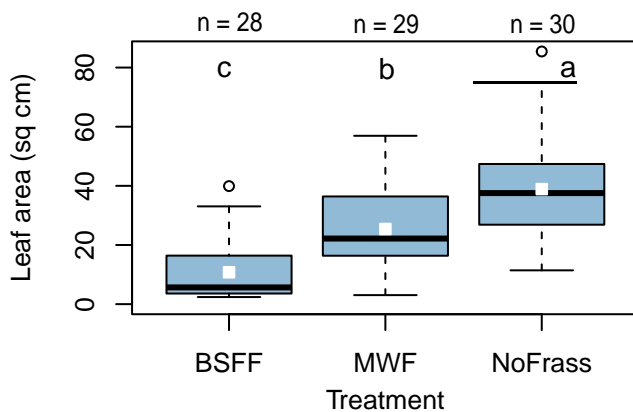 n = 28 n = 29 n = 30
c b a
Leaf area (sq cm)
80
60
40
20
0
BSFF MWF NoFrass
Treatment